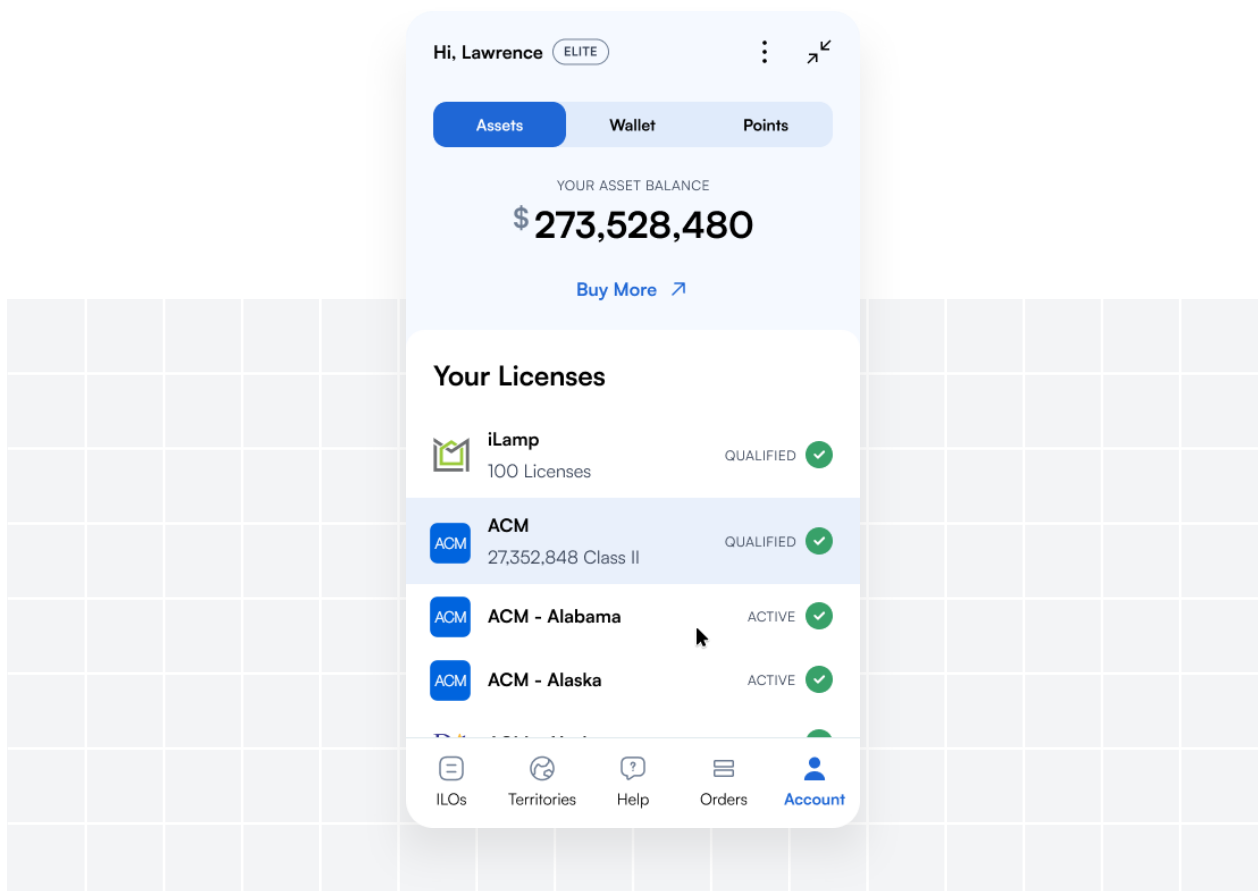 Hi, Lawrence ELITE
Assets Wallet Points
YOUR ASSET BALANCE
$ 273,528,480
Buy More
Your Licenses
iLamp
100 Licenses
QUALIFIED
ACM
ACM
27,352,848 Class II
QUALIFIED
ACM
ACM - Alabama
ACTIVE
ACM
ACM - Alaska
ACTIVE
ILOs Territories Help Orders Account